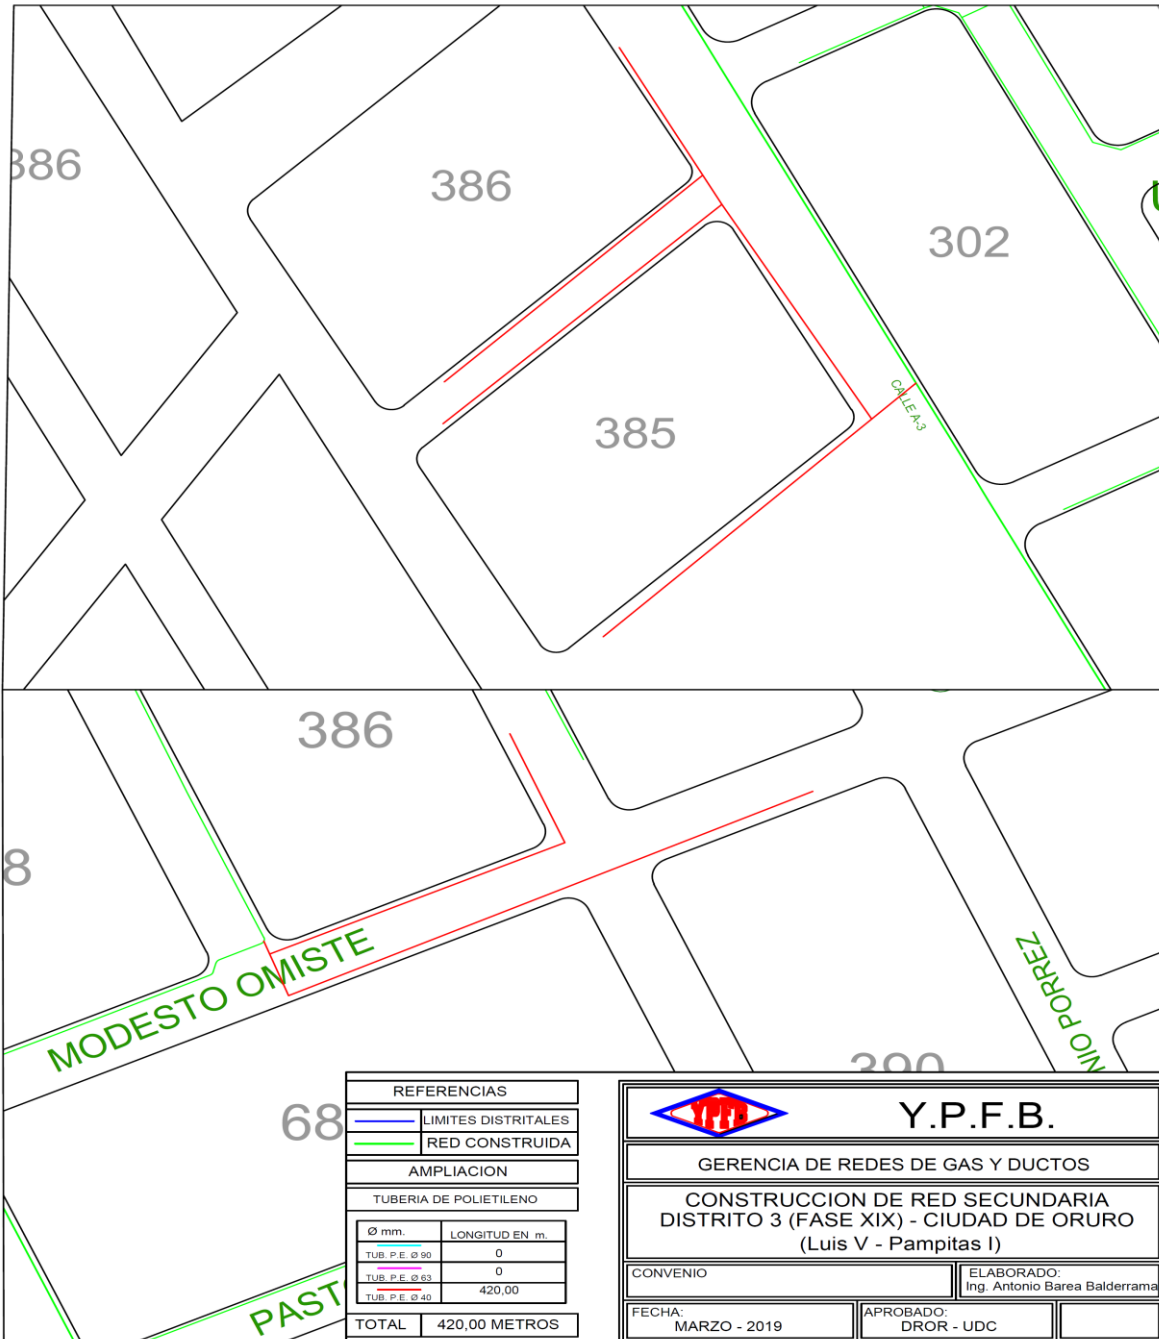 386
386
302
CALLE A-3
385
386
8
MODESTO OMISTE
NIO PORREZ
390
68
PAST
REFERENCIAS
LIMITES DISTRITALES
RED CONSTRUIDA
AMPLIACION
TUBERIA DE POLIETILENO
Ø mm. LONGITUD EN m.
TUB. P.E. Ø 90 0
TUB. P.E. Ø 63 0
TUB. P.E. Ø 40 420,00
TOTAL 420,00 METROS
YPFB
Y.P.F.B.
GERENCIA DE REDES DE GAS Y DUCTOS
CONSTRUCCION DE RED SECUNDARIA
DISTRITO 3 (FASE XIX) - CIUDAD DE ORURO
(Luis V - Pampitas I)
CONVENIO
ELABORADO:
Ing. Antonio Barea Balderrama
FECHA:
MARZO - 2019
APROBADO:
DROR - UDC